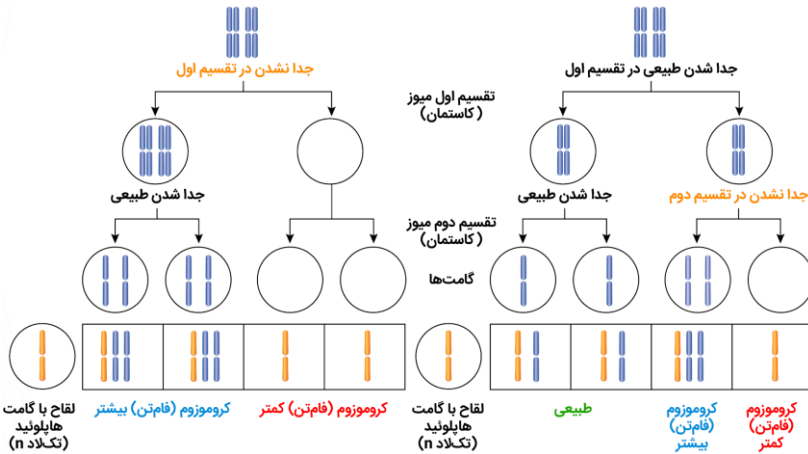 جدا شدن طبیعی در تقسیم اول
جدا نشدن در تقسیم اول
تقسیم اول میوز
(کاستمان)
جدا نشدن در تقسیم دوم
جدا شدن طبیعی
جدا شدن طبیعی
تقسیم دوم میوز
(کاستمان)
گامت‌ها
کروموزوم
(فام‌تن)
کمتر
کروموزوم
(فام‌تن)
بیشتر
طبیعی
لقاح با گامت
هاپلوئید
(تک‌لاد n)
کروموزوم (فام‌تن) کمتر
کروموزوم (فام‌تن) بیشتر
لقاح با گامت
هاپلوئید
(تک‌لاد n)